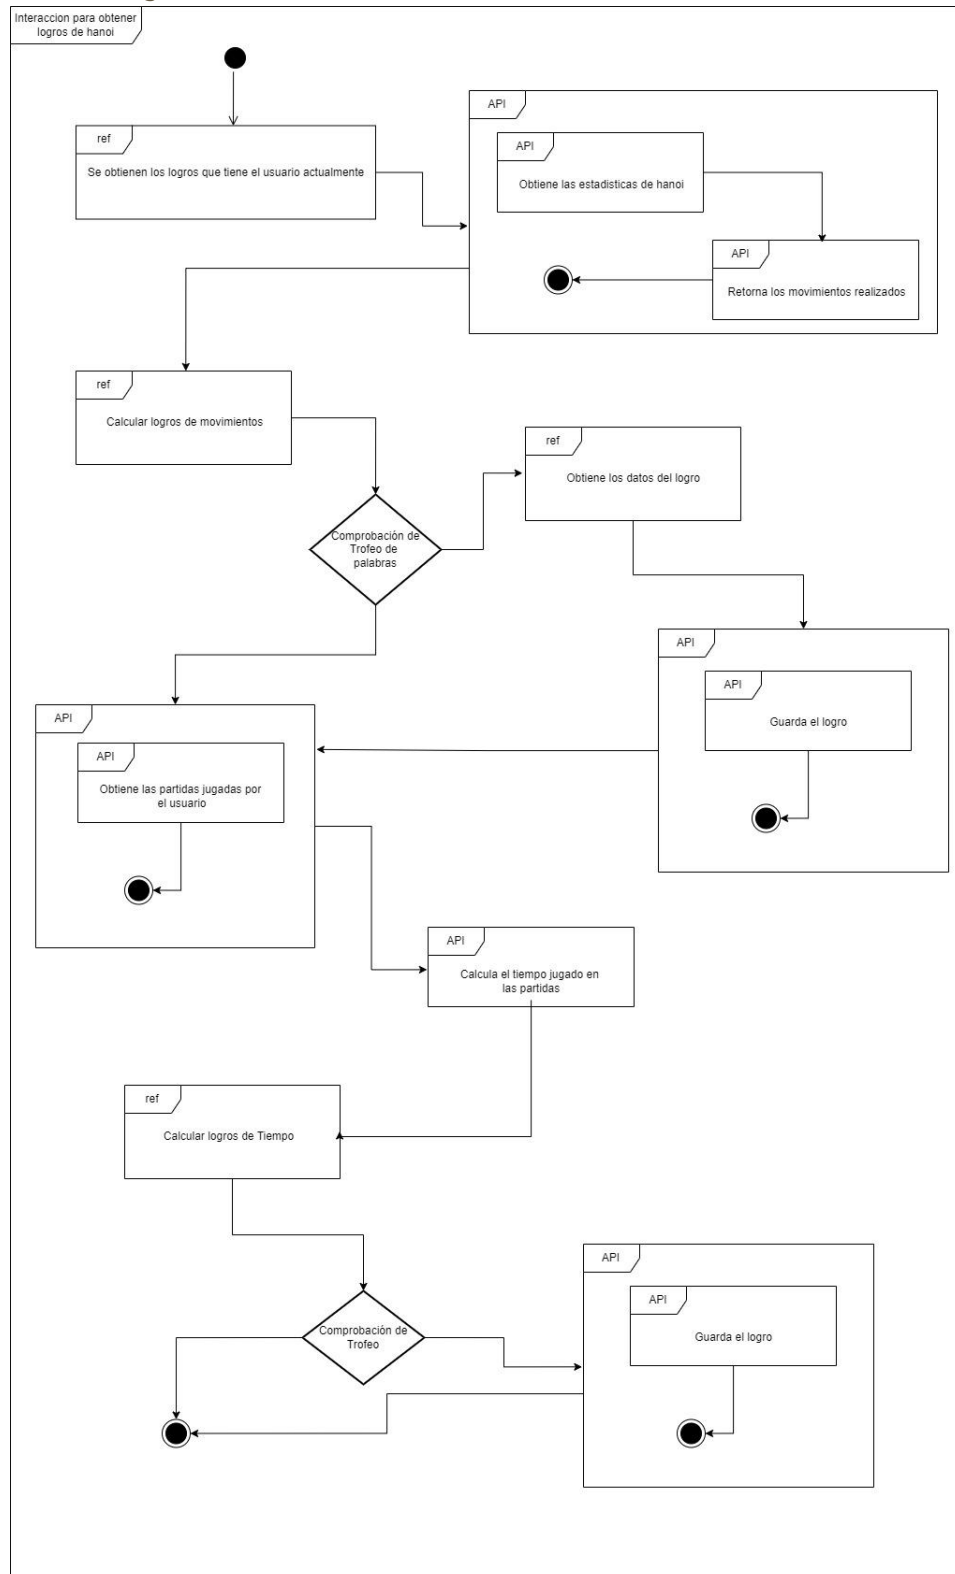 Interaccion para obtener
logros de hanoi
ref
Se obtienen los logros que tiene el usuario actualmente
API
API
Obtiene las estadisticas de hanoi
API
Retorna los movimientos realizados
ref
Calcular logros de movimientos
ref
Obtiene los datos del logro
Comprobación de
Trofeo de
palabras
API
API
Guarda el logro
API
API
Obtiene las partidas jugadas por
el usuario
API
Calcula el tiempo jugado en
las partidas
ref
Calcular logros de Tiempo
API
API
Guarda el logro
Comprobación de
Trofeo